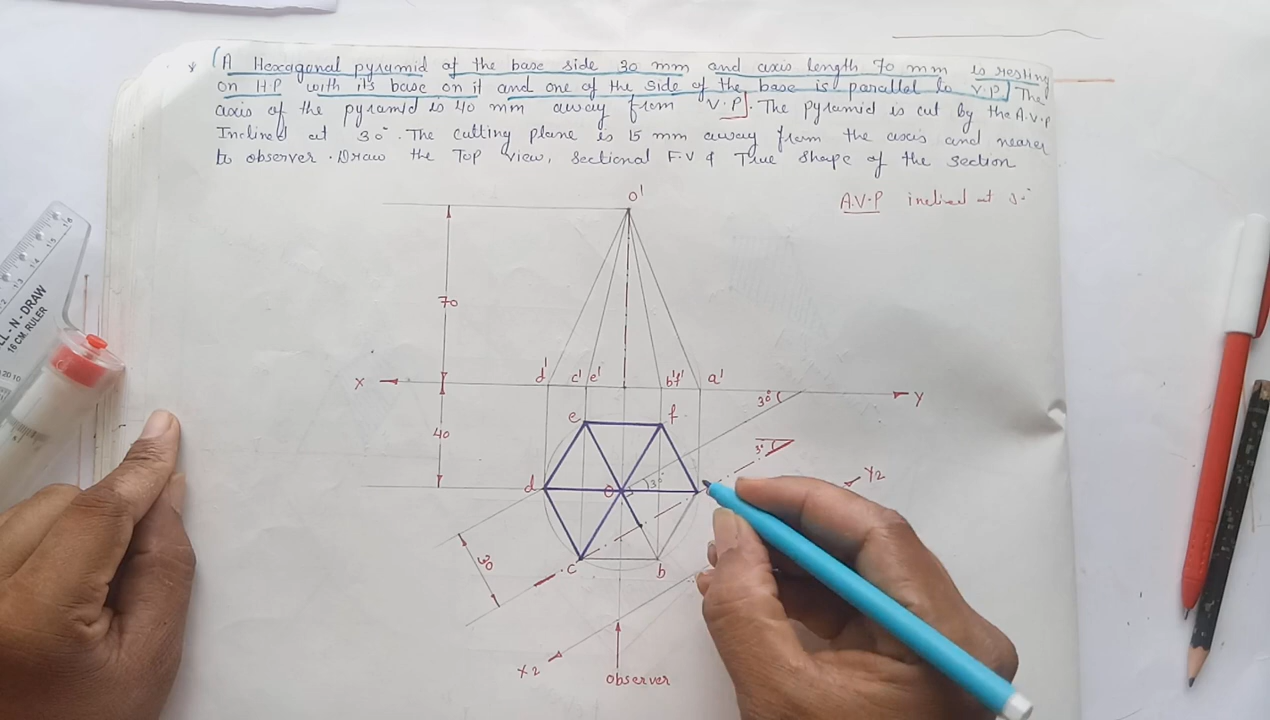 * (A Hexagonal pyramid of the base side 30 mm and axis length 70 mm is resting
on H.P with it's base on it and one of the side of the base is parallel to V.P] The
axis of the pyramid is 40 mm away from V.P]. The pyramid is cut by the A.V.P
Inclined at 30°. The cutting plane is 15 mm away from the axis and nearer
to observer. Draw the Top view, Sectional F.V & True Shape of the section
A.V.P inclined at 30°
o'
70
X
d'
c' e'
b'f'
a'
30°
Y
40
e
f
30°
d
O
30°
Y2
30
c
b
X2
observer
LL-N-DRAW
16 CM. RULER